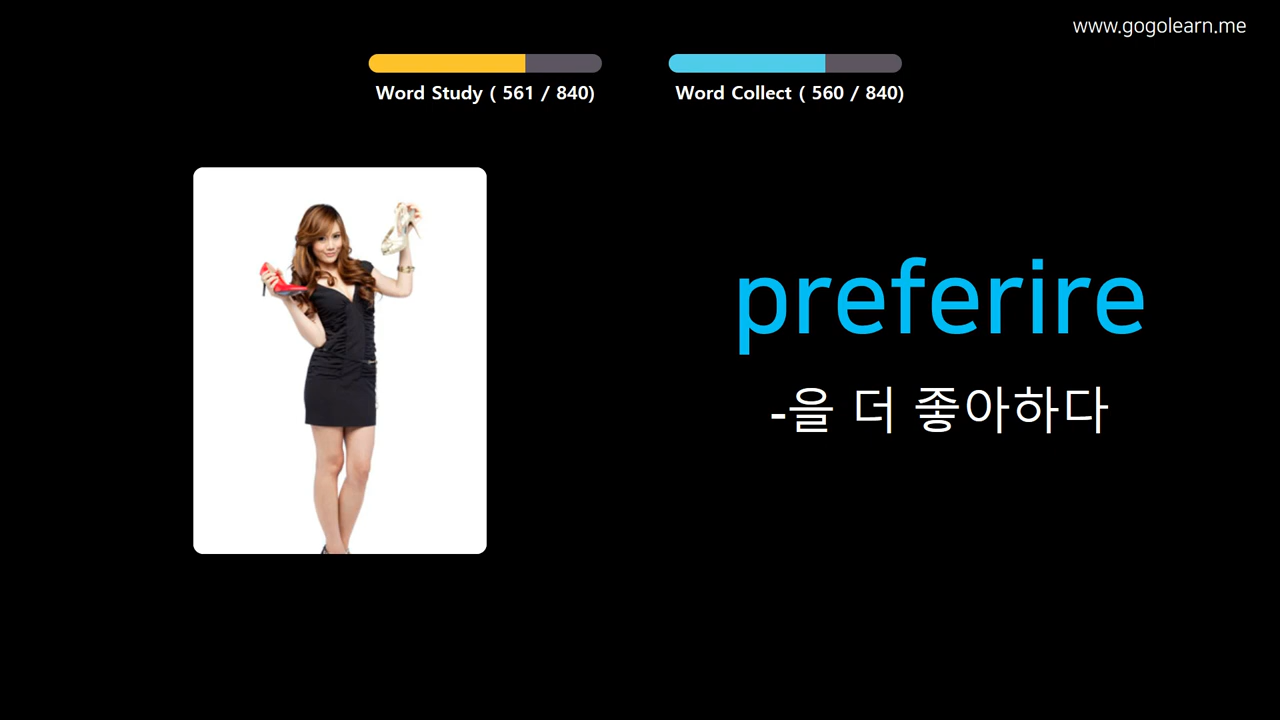 www.gogolearn.me
Word Study ( 561 / 840)
Word Collect ( 560 / 840)
preferire
-을 더 좋아하다